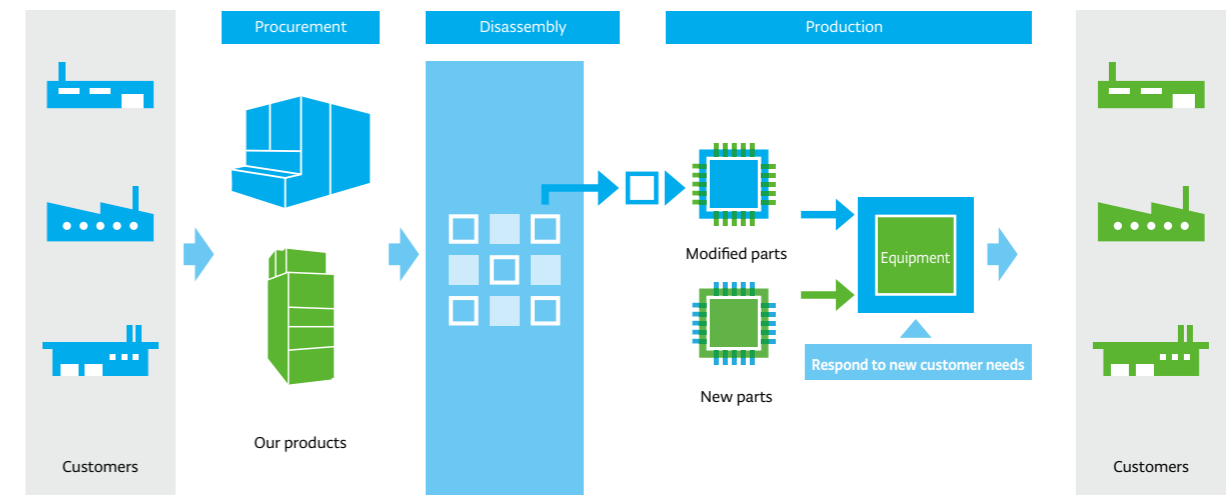 Procurement
Disassembly
Production
Modified parts
Equipment
Respond to new customer needs
New parts
Our products
Customers
Customers